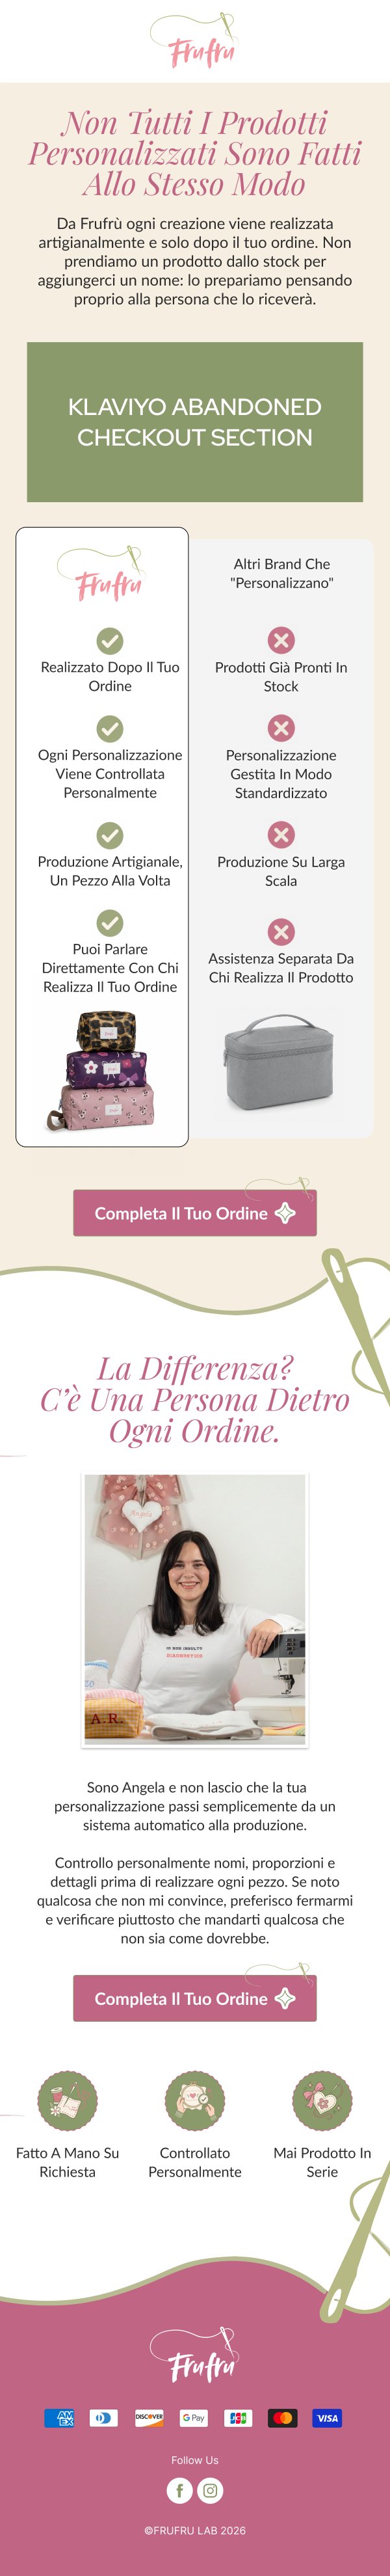 Frufru
Non Tutti I Prodotti
Personalizzati Sono Fatti
Allo Stesso Modo
Da Frufrù ogni creazione viene realizzata
artigianalmente e solo dopo il tuo ordine. Non
prendiamo un prodotto dallo stock per
aggiungerci un nome: lo prepariamo pensando
proprio alla persona che lo riceverà.
KLAVIYO ABANDONED
CHECKOUT SECTION
Frufru
Realizzato Dopo Il Tuo
Ordine
Ogni Personalizzazione
Viene Controllata
Personalmente
Produzione Artigianale,
Un Pezzo Alla Volta
Puoi Parlare
Direttamente Con Chi
Realizza Il Tuo Ordine
Altri Brand Che
"Personalizzano"
Prodotti Già Pronti In
Stock
Personalizzazione
Gestita In Modo
Standardizzato
Produzione Su Larga
Scala
Assistenza Separata Da
Chi Realizza Il Prodotto
Completa Il Tuo Ordine
La Differenza?
C'è Una Persona Dietro
Ogni Ordine.
Angela
DIAGNOSTICO
A.R.
Sono Angela e non lascio che la tua
personalizzazione passi semplicemente da un
sistema automatico alla produzione.
Controllo personalmente nomi, proporzioni e
dettagli prima di realizzare ogni pezzo. Se noto
qualcosa che non mi convince, preferisco fermarmi
e verificare piuttosto che mandarti qualcosa che
non sia come dovrebbe.
Completa Il Tuo Ordine
Fatto A Mano Su
Richiesta
Controllato
Personalmente
Mai Prodotto In
Serie
Frufru
AMEX
DISCOVER
G Pay
JCB
VISA
Follow Us
©FRUFRU LAB 2026